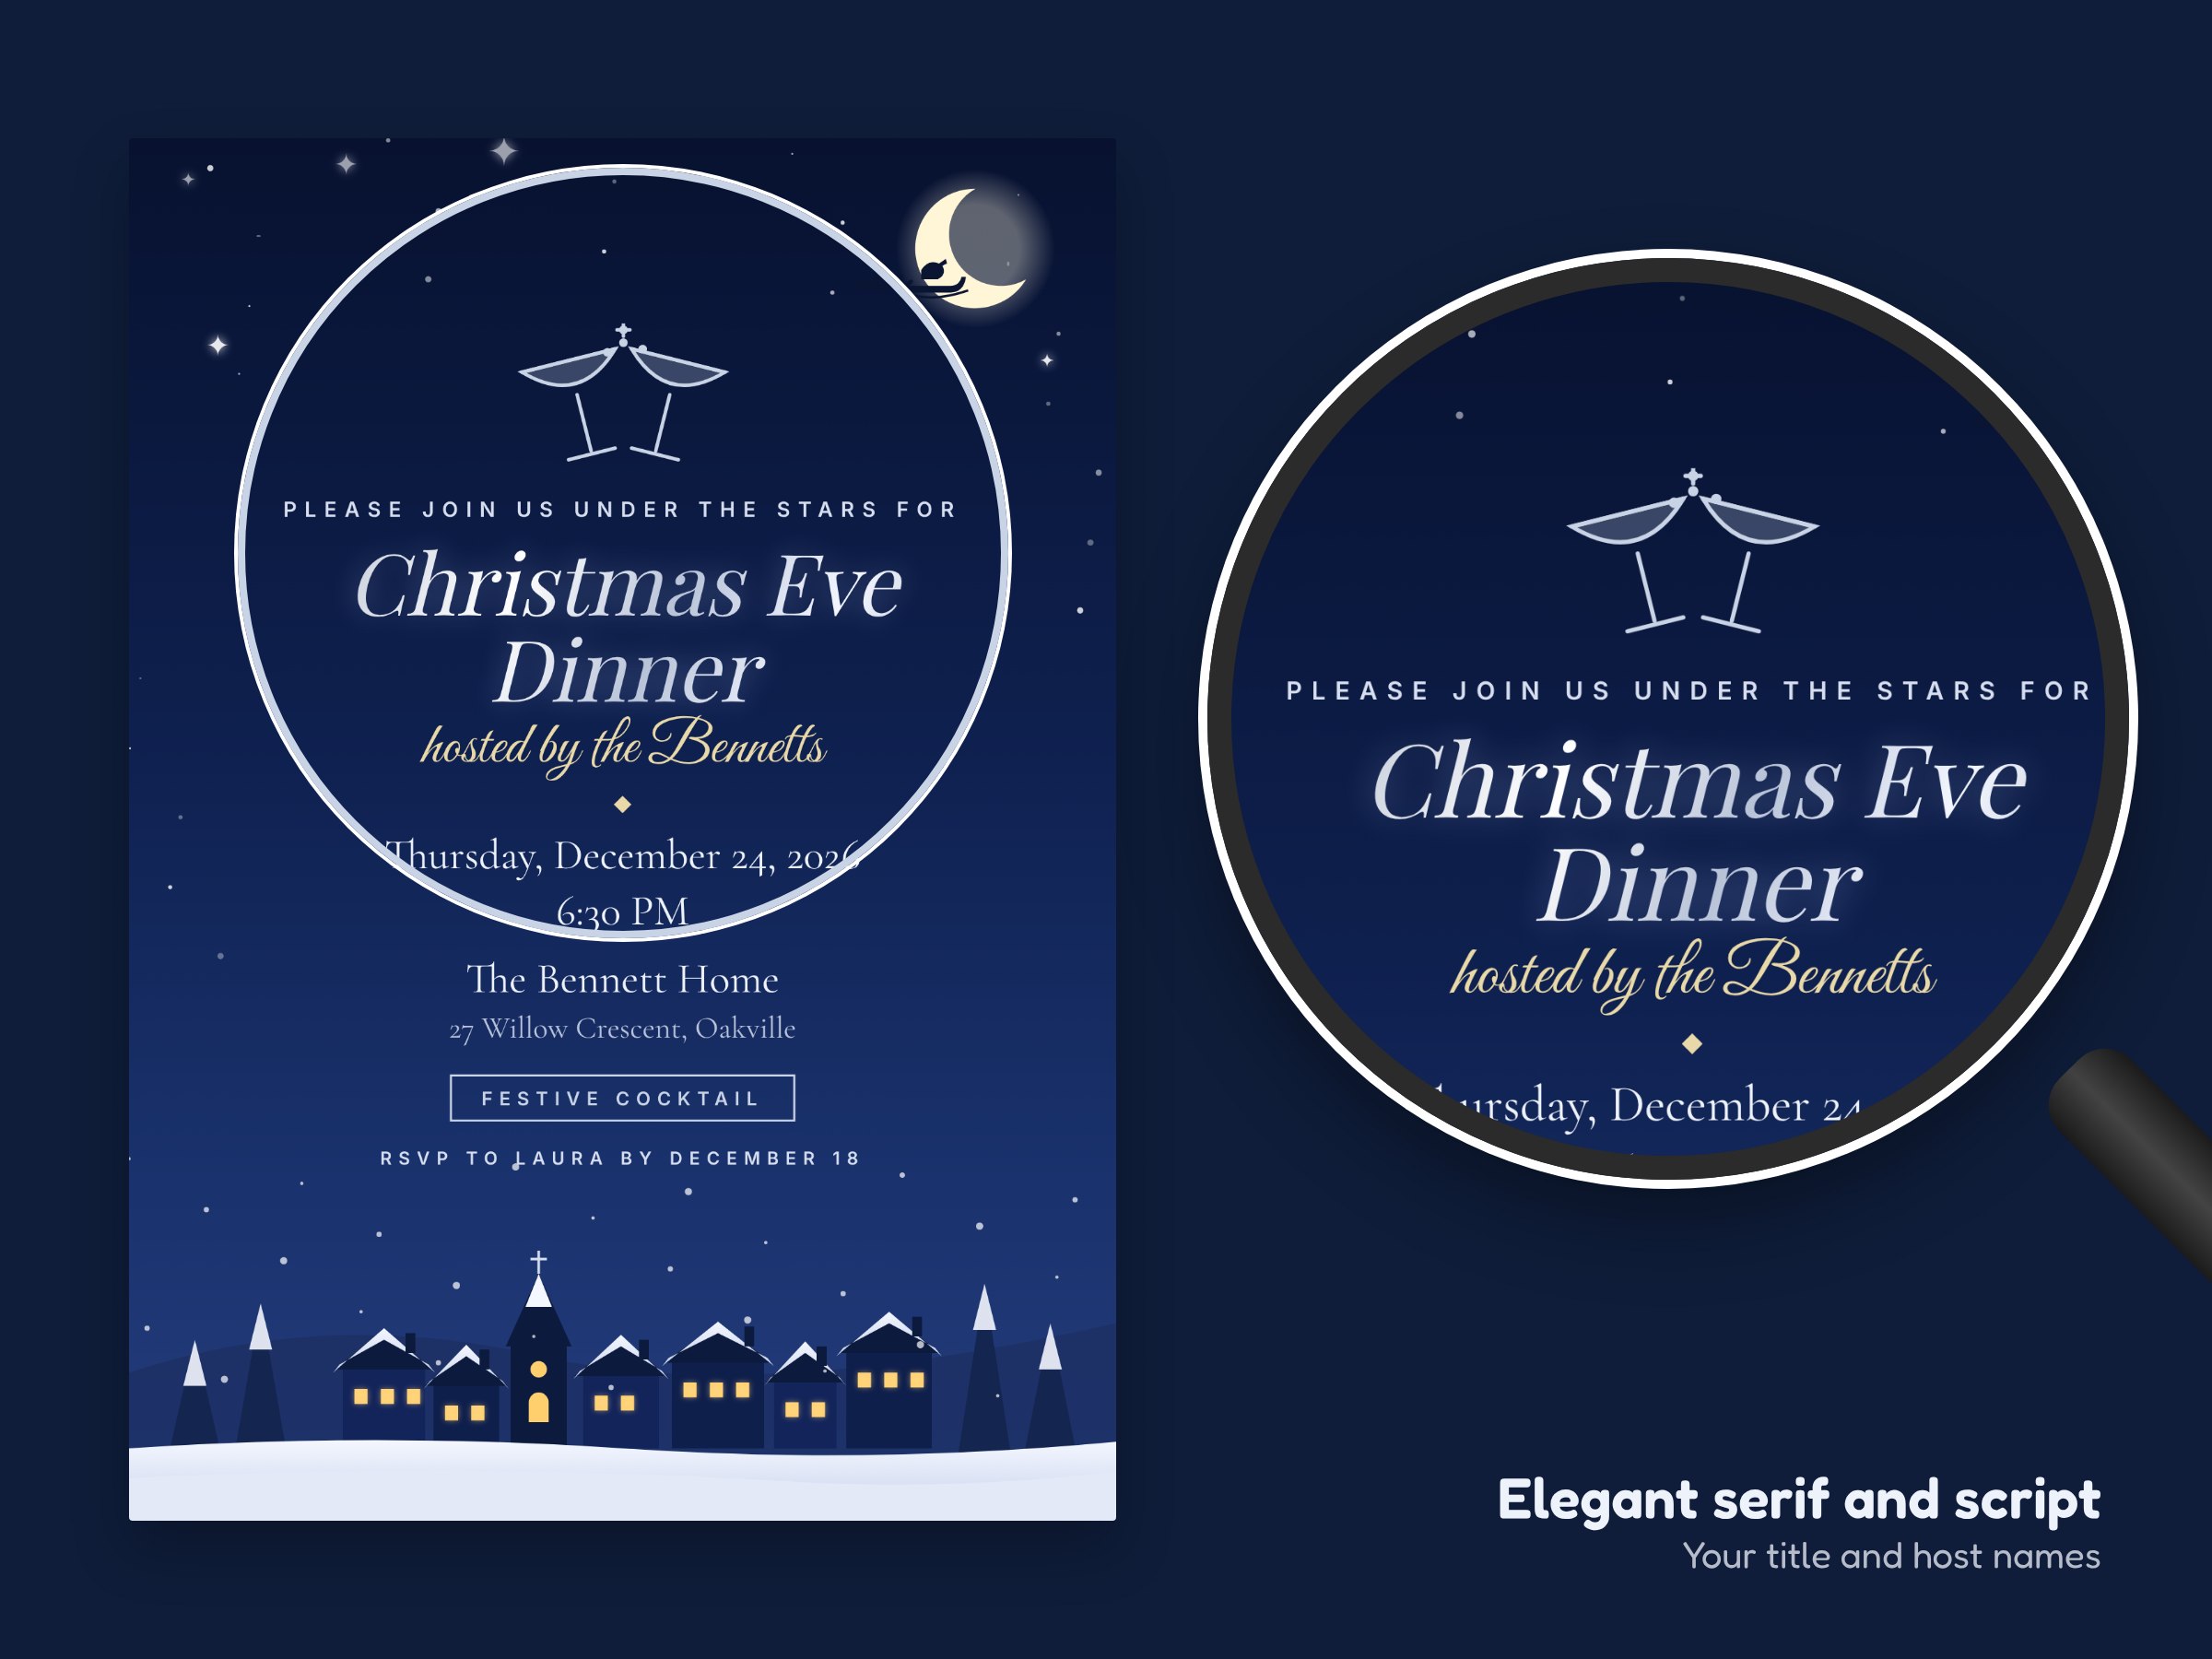 PLEASE JOIN US UNDER THE STARS FOR
Christmas Eve
Dinner
hosted by the Bennetts
Thursday, December 24, 2026
6:30 PM
The Bennett Home
27 Willow Crescent, Oakville
FESTIVE COCKTAIL
RSVP TO LAURA BY DECEMBER 18
PLEASE JOIN US UNDER THE STARS FOR
Christmas Eve
Dinner
hosted by the Bennetts
ursday, December 24
Elegant serif and script
Your title and host names